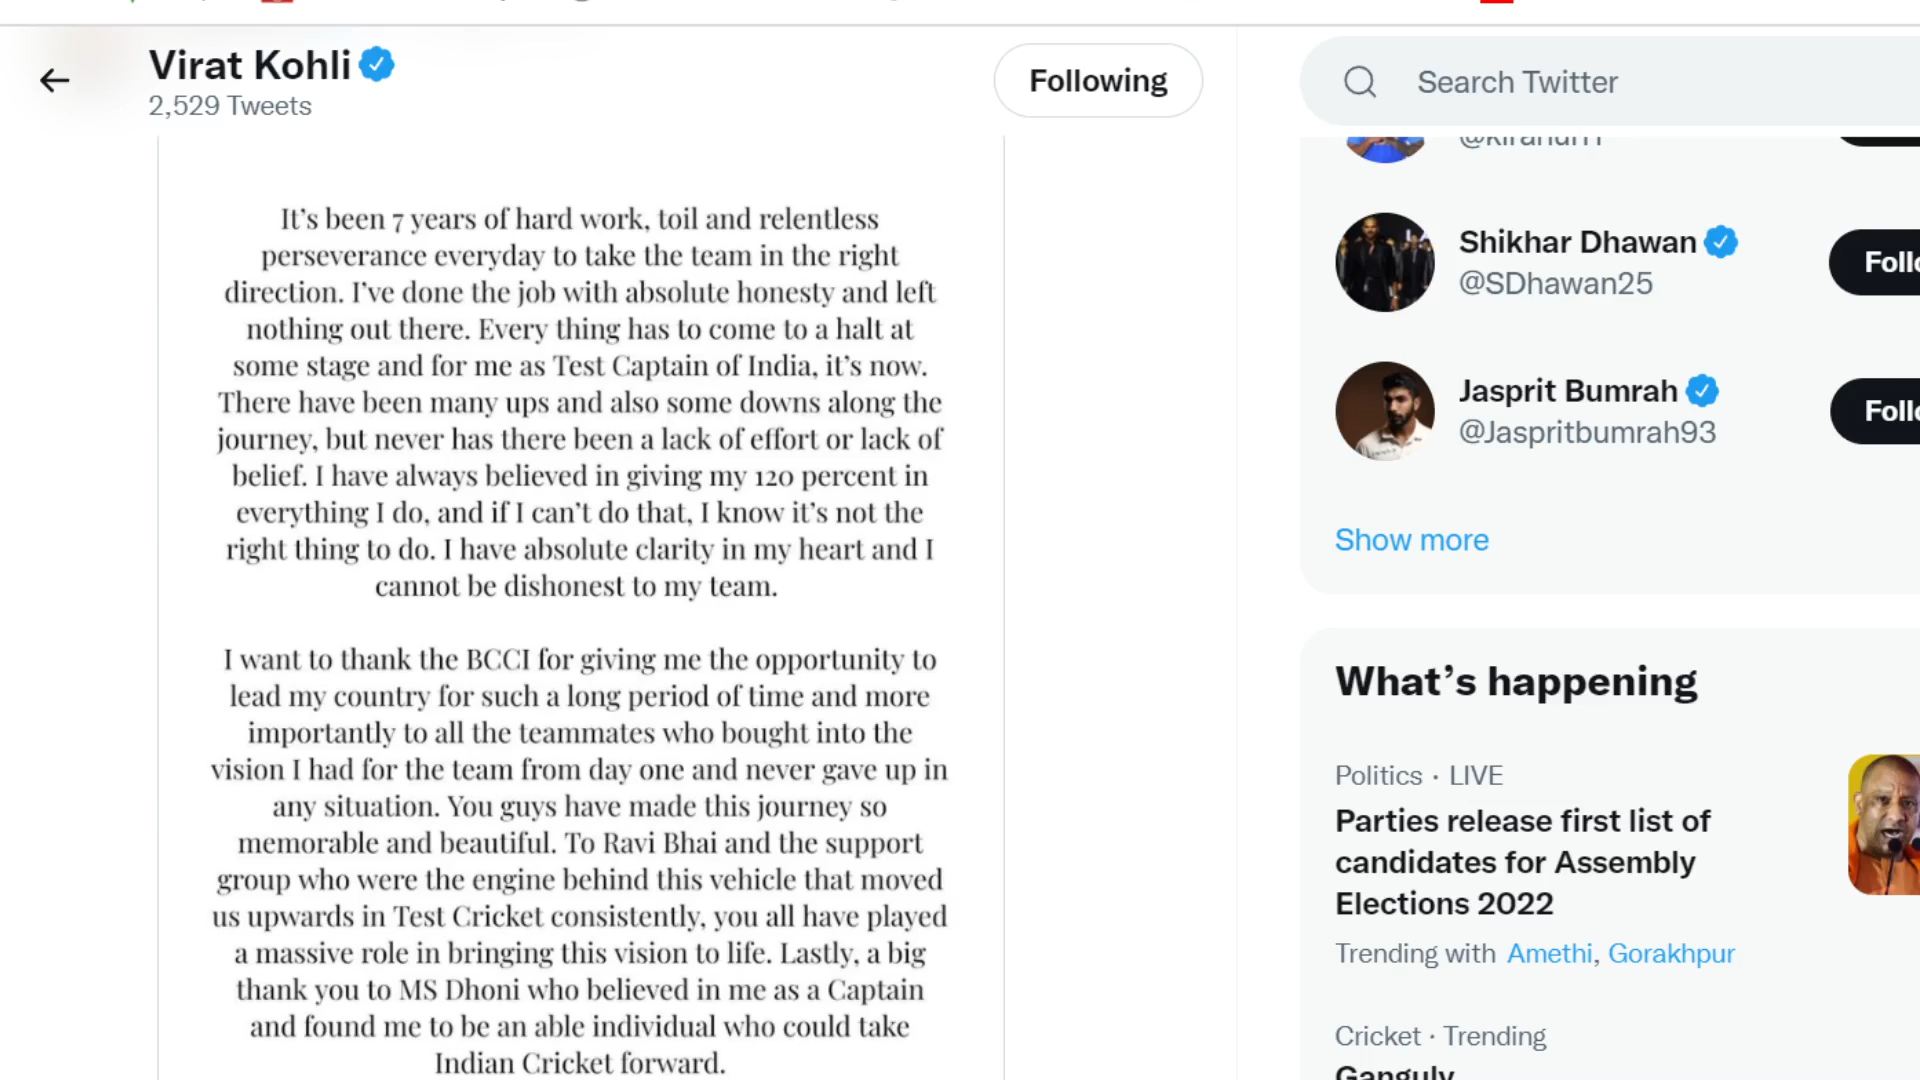 Virat Kohli
2,529 Tweets
Following
It's been 7 years of hard work, toil and relentless
perseverance everyday to take the team in the right
direction. I've done the job with absolute honesty and left
nothing out there. Every thing has to come to a halt at
some stage and for me as Test Captain of India, it's now.
There have been many ups and also some downs along the
journey, but never has there been a lack of effort or lack of
belief. I have always believed in giving my 120 percent in
everything I do, and if I can't do that, I know it's not the
right thing to do. I have absolute clarity in my heart and I
cannot be dishonest to my team.
I want to thank the BCCI for giving me the opportunity to
lead my country for such a long period of time and more
importantly to all the teammates who bought into the
vision I had for the team from day one and never gave up in
any situation. You guys have made this journey so
memorable and beautiful. To Ravi Bhai and the support
group who were the engine behind this vehicle that moved
us upwards in Test Cricket consistently, you all have played
a massive role in bringing this vision to life. Lastly, a big
thank you to MS Dhoni who believed in me as a Captain
and found me to be an able individual who could take
Indian Cricket forward.
Search Twitter
Shikhar Dhawan
@SDhawan25
Follo
Jasprit Bumrah
@Jaspritbumrah93
Follo
Show more
What's happening
Politics · LIVE
Parties release first list of
candidates for Assembly
Elections 2022
Trending with Amethi, Gorakhpur
Cricket · Trending
Ganguly